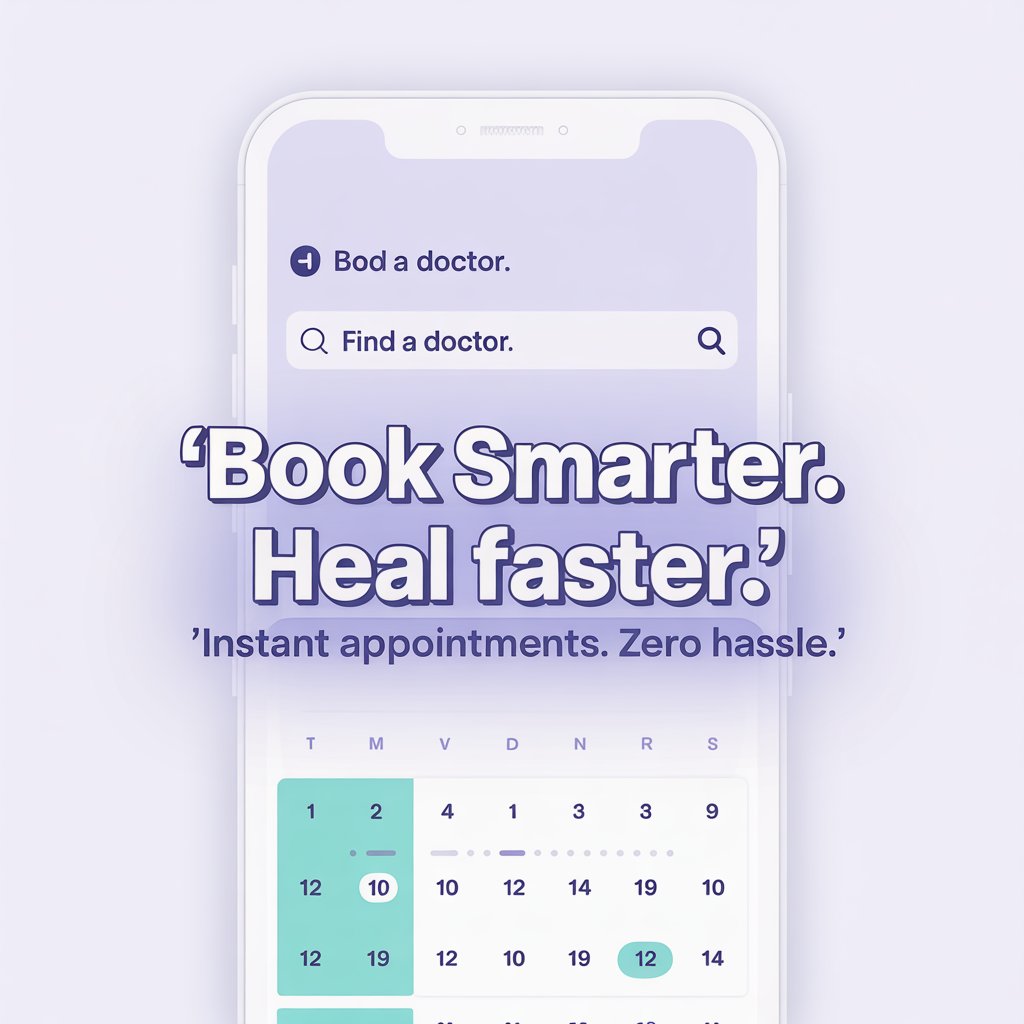 Bod a doctor.
Find a doctor.
‘Book Smarter.
Heal faster.’
’Instant appointments. Zero hassle.’
T M V D N R S
1 2 4 1 3 3 9
12 10 10 12 14 19 10
12 19 12 10 19 12 14